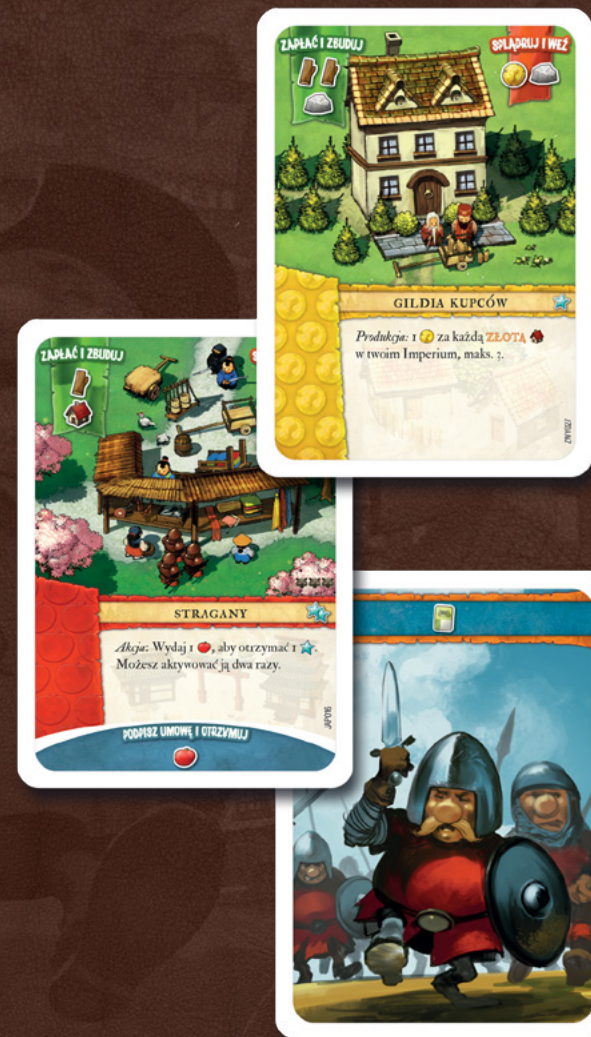 ZAPŁAĆ I ZBUDUJ
SPLĄDRUJ I WEŹ
GILDIA KUPCÓW
Produkcja: 1 za każdą ZŁOTĄ
w twoim Imperium, maks.
ZAPŁAĆ I ZBUDUJ
STRAGANY
Akcja: Wydaj 1, aby otrzymać 1.
Możesz aktywować ją dwa razy.
JAP016
PODPISZ UMOWĘ I OTRZYMUJ